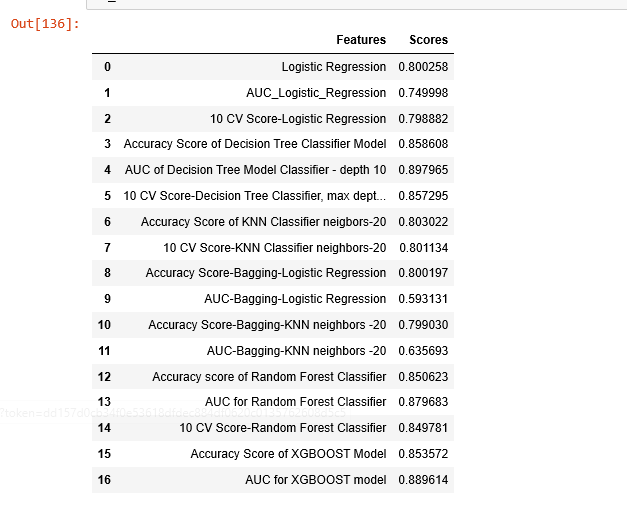 Out[136]:
Features Scores
0 Logistic Regression 0.800258
1 AUC_Logistic_Regression 0.749998
2 10 CV Score-Logistic Regression 0.798882
3 Accuracy Score of Decision Tree Classifier Model 0.858608
4 AUC of Decision Tree Model Classifier - depth 10 0.897965
5 10 CV Score-Decision Tree Classifier, max dept... 0.857295
6 Accuracy Score of KNN Classifier neigbors-20 0.803022
7 10 CV Score-KNN Classifier neighbors-20 0.801134
8 Accuracy Score-Bagging-Logistic Regression 0.800197
9 AUC-Bagging-Logistic Regression 0.593131
10 Accuracy Score-Bagging-KNN neighbors -20 0.799030
11 AUC-Bagging-KNN neighbors -20 0.635693
12 Accuracy score of Random Forest Classifier 0.850623
13 AUC for Random Forest Classifier 0.879683
14 10 CV Score-Random Forest Classifier 0.849781
15 Accuracy Score of XGBOOST Model 0.853572
16 AUC for XGBOOST model 0.889614